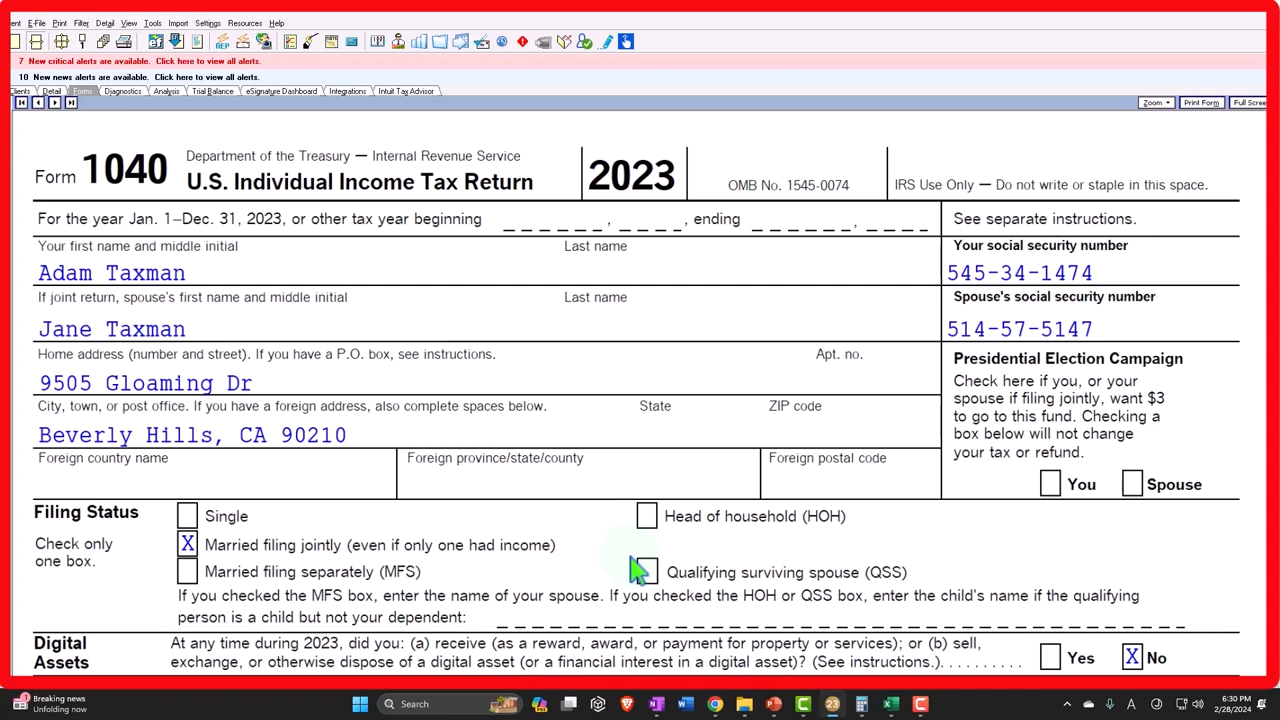 ent E-File Print Filter Detail View Tools Import Settings Resources Help
REP
7 New critical alerts are available. Click here to view all alerts.
10 New news alerts are available. Click here to view all alerts.
Clients Detail Forms Diagnostics Analysis Trial Balance eSignature Dashboard Integrations Intuit Tax Advisor
Zoom Print Form Full Scree
Form 1040 Department of the Treasury — Internal Revenue Service
U.S. Individual Income Tax Return 2023 OMB No. 1545-0074 IRS Use Only — Do not write or staple in this space.
For the year Jan. 1–Dec. 31, 2023, or other tax year beginning , , ending , See separate instructions.
Your first name and middle initial Last name Your social security number
Adam Taxman 545-34-1474
If joint return, spouse's first name and middle initial Last name Spouse's social security number
Jane Taxman 514-57-5147
Home address (number and street). If you have a P.O. box, see instructions. Apt. no. Presidential Election Campaign
9505 Gloaming Dr
City, town, or post office. If you have a foreign address, also complete spaces below. State ZIP code
Beverly Hills, CA 90210
Foreign country name Foreign province/state/county Foreign postal code
Check here if you, or your
spouse if filing jointly, want $3
to go to this fund. Checking a
box below will not change
your tax or refund.
You Spouse
Filing Status Single Head of household (HOH)
Check only X Married filing jointly (even if only one had income)
one box. Married filing separately (MFS) Qualifying surviving spouse (QSS)
If you checked the MFS box, enter the name of your spouse. If you checked the HOH or QSS box, enter the child's name if the qualifying
person is a child but not your dependent:
Digital At any time during 2023, did you: (a) receive (as a reward, award, or payment for property or services); or (b) sell,
Assets exchange, or otherwise dispose of a digital asset (or a financial interest in a digital asset)? (See instructions.). . . . . . . . . . Yes X No
1 Breaking news
Unfolding now
Search
23
A
6:30 PM
2/28/2024